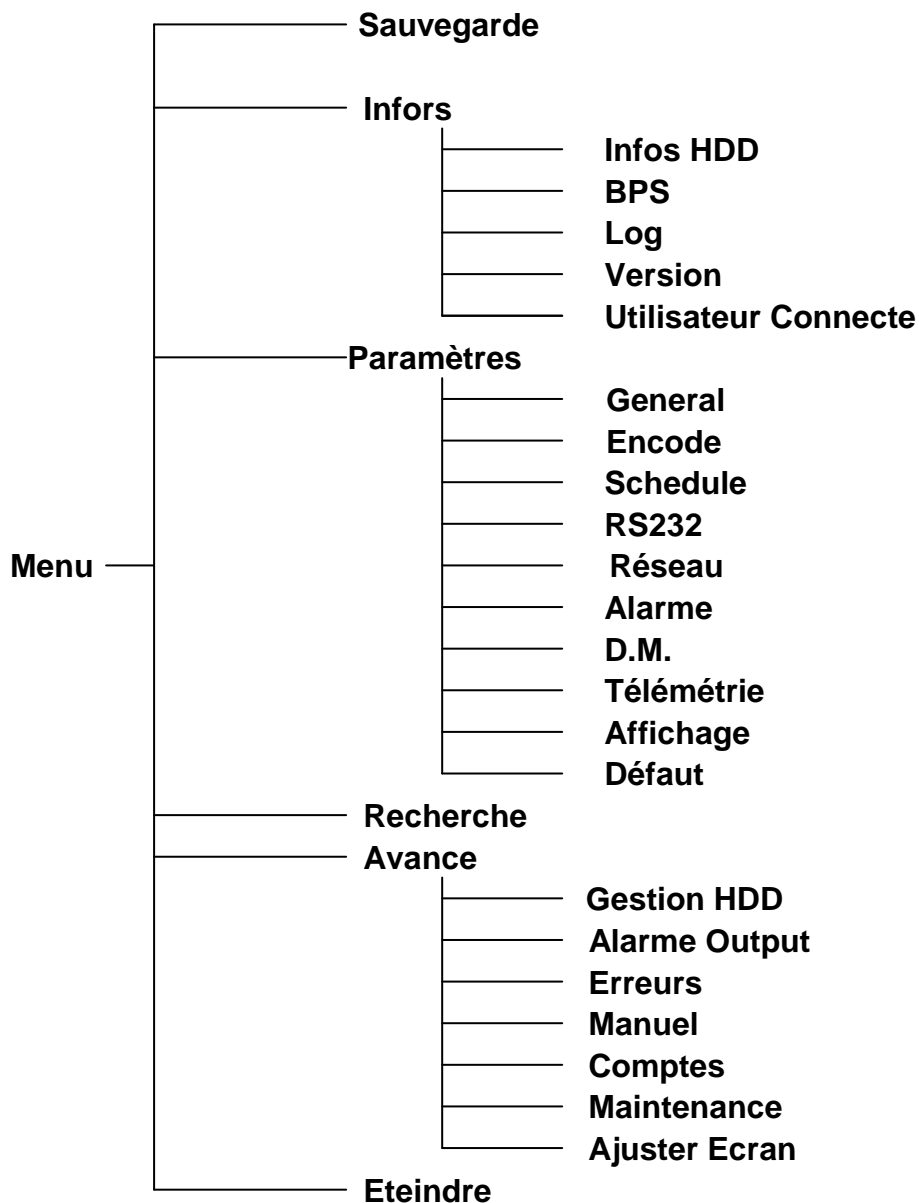 Sauvegarde
Infors
Infos HDD
BPS
Log
Version
Utilisateur Connecte
Paramètres
General
Encode
Schedule
RS232
Menu
Réseau
Alarme
D.M.
Télémétrie
Affichage
Défaut
Recherche
Avance
Gestion HDD
Alarme Output
Erreurs
Manuel
Comptes
Maintenance
Ajuster Ecran
Eteindre